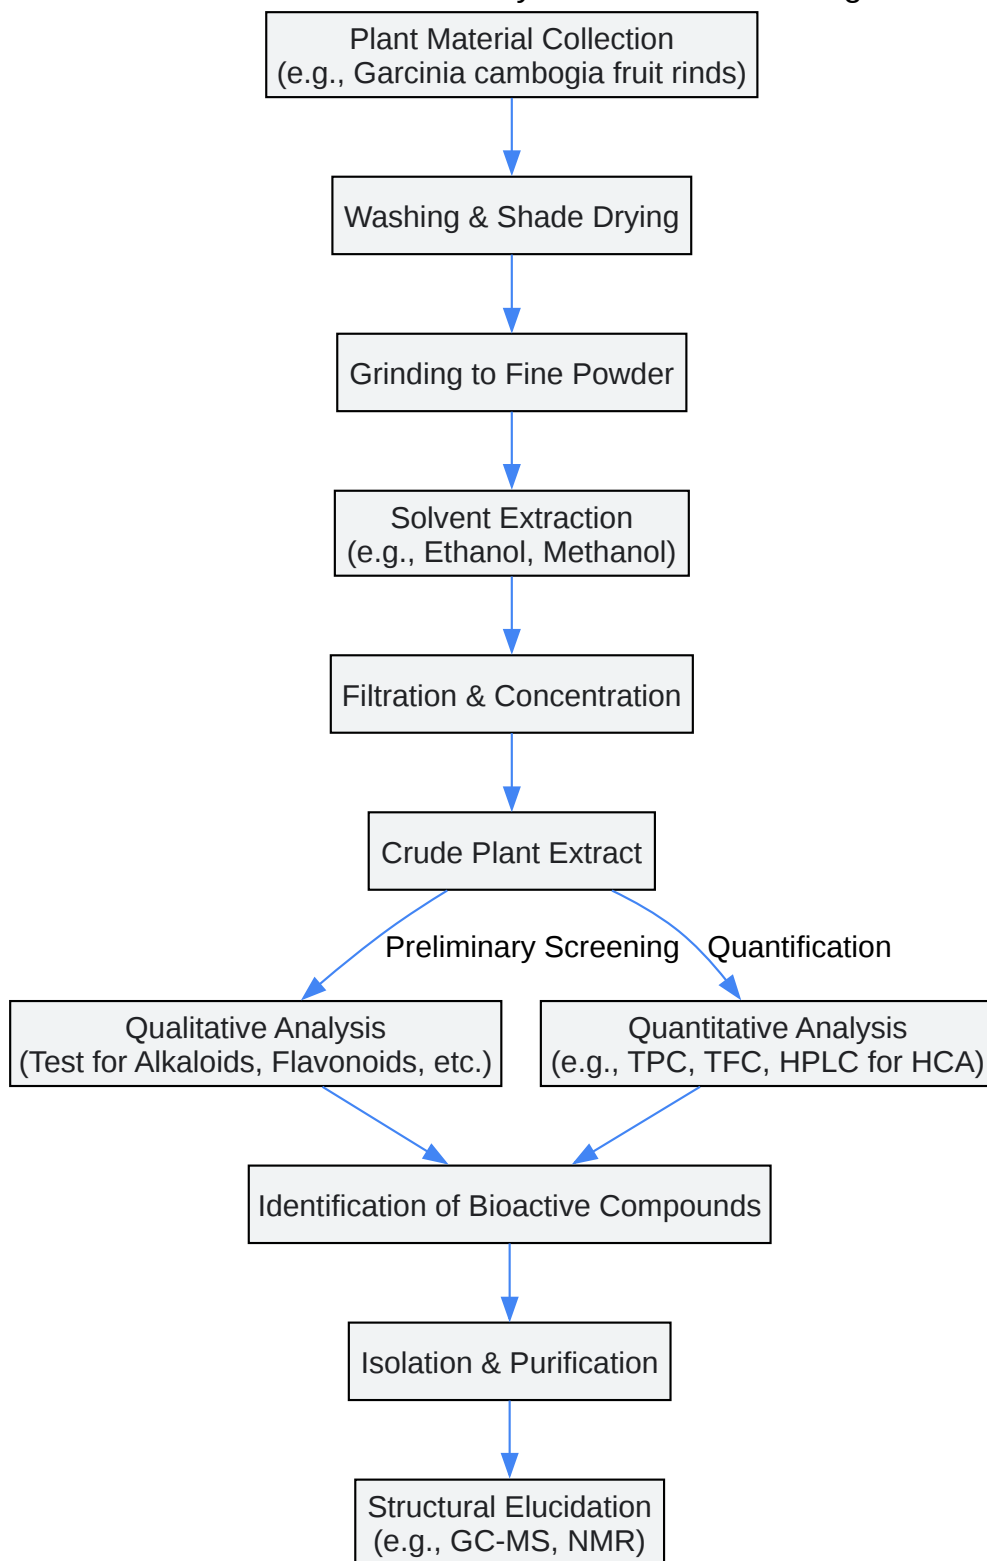 Plant Material Collection
(e.g., Garcinia cambogia fruit rinds)
Washing & Shade Drying
Grinding to Fine Powder
Solvent Extraction
(e.g., Ethanol, Methanol)
Filtration & Concentration
Crude Plant Extract
Preliminary Screening
Quantification
Qualitative Analysis
(Test for Alkaloids, Flavonoids, etc.)
Quantitative Analysis
(e.g., TPC, TFC, HPLC for HCA)
Identification of Bioactive Compounds
Isolation & Purification
Structural Elucidation
(e.g., GC-MS, NMR)